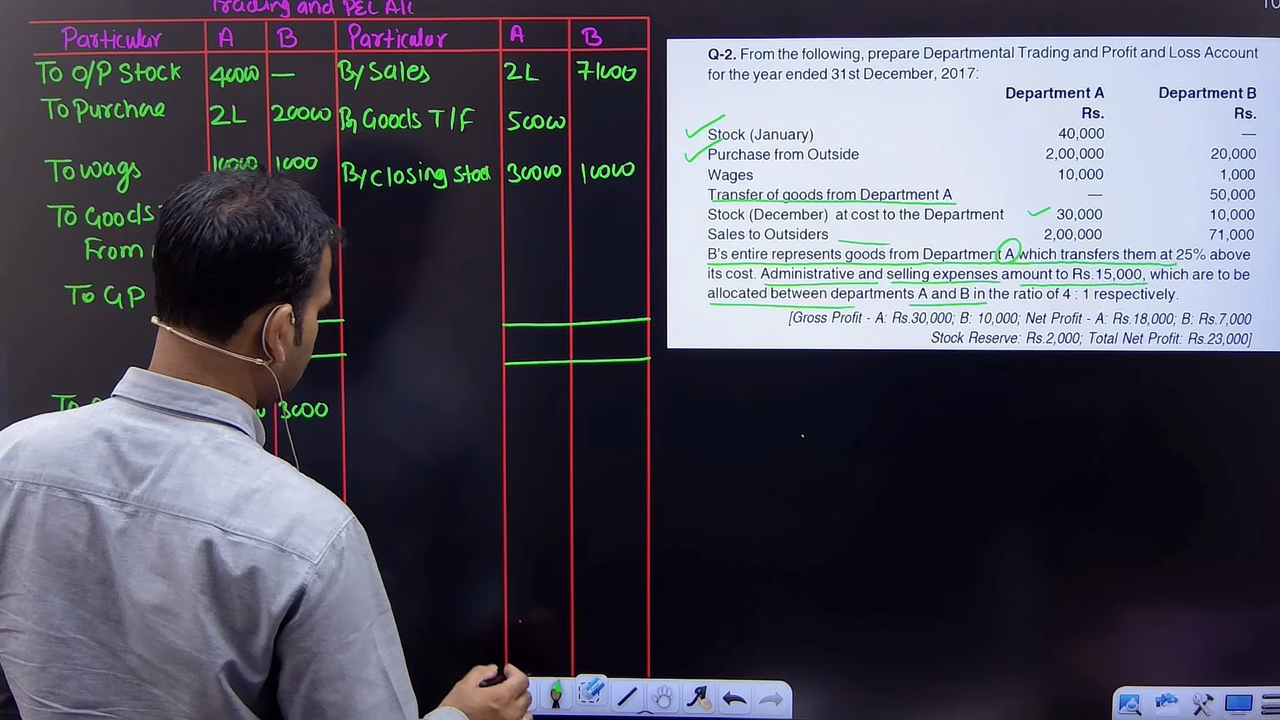 Trading and P&L A/c
Particular A B Particular A B
To O/P Stock 40000 — By Sales 2L 71000
To Purchase 2L 20000 By Goods T/F 50000
To wags 10000 1000 By Closing Stock 30000 10000
To Goods
From
To GP
To
3000
Q-2. From the following, prepare Departmental Trading and Profit and Loss Account
for the year ended 31st December, 2017:
Department A Department B
Rs. Rs.
Stock (January) 40,000 —
Purchase from Outside 2,00,000 20,000
Wages 10,000 1,000
Transfer of goods from Department A — 50,000
Stock (December) at cost to the Department 30,000 10,000
Sales to Outsiders 2,00,000 71,000
B's entire represents goods from Department A which transfers them at 25% above
its cost. Administrative and selling expenses amount to Rs.15,000, which are to be
allocated between departments A and B in the ratio of 4 : 1 respectively.
[Gross Profit - A: Rs.30,000; B: 10,000; Net Profit - A: Rs.18,000; B: Rs.7,000
Stock Reserve: Rs.2,000; Total Net Profit: Rs.23,000]